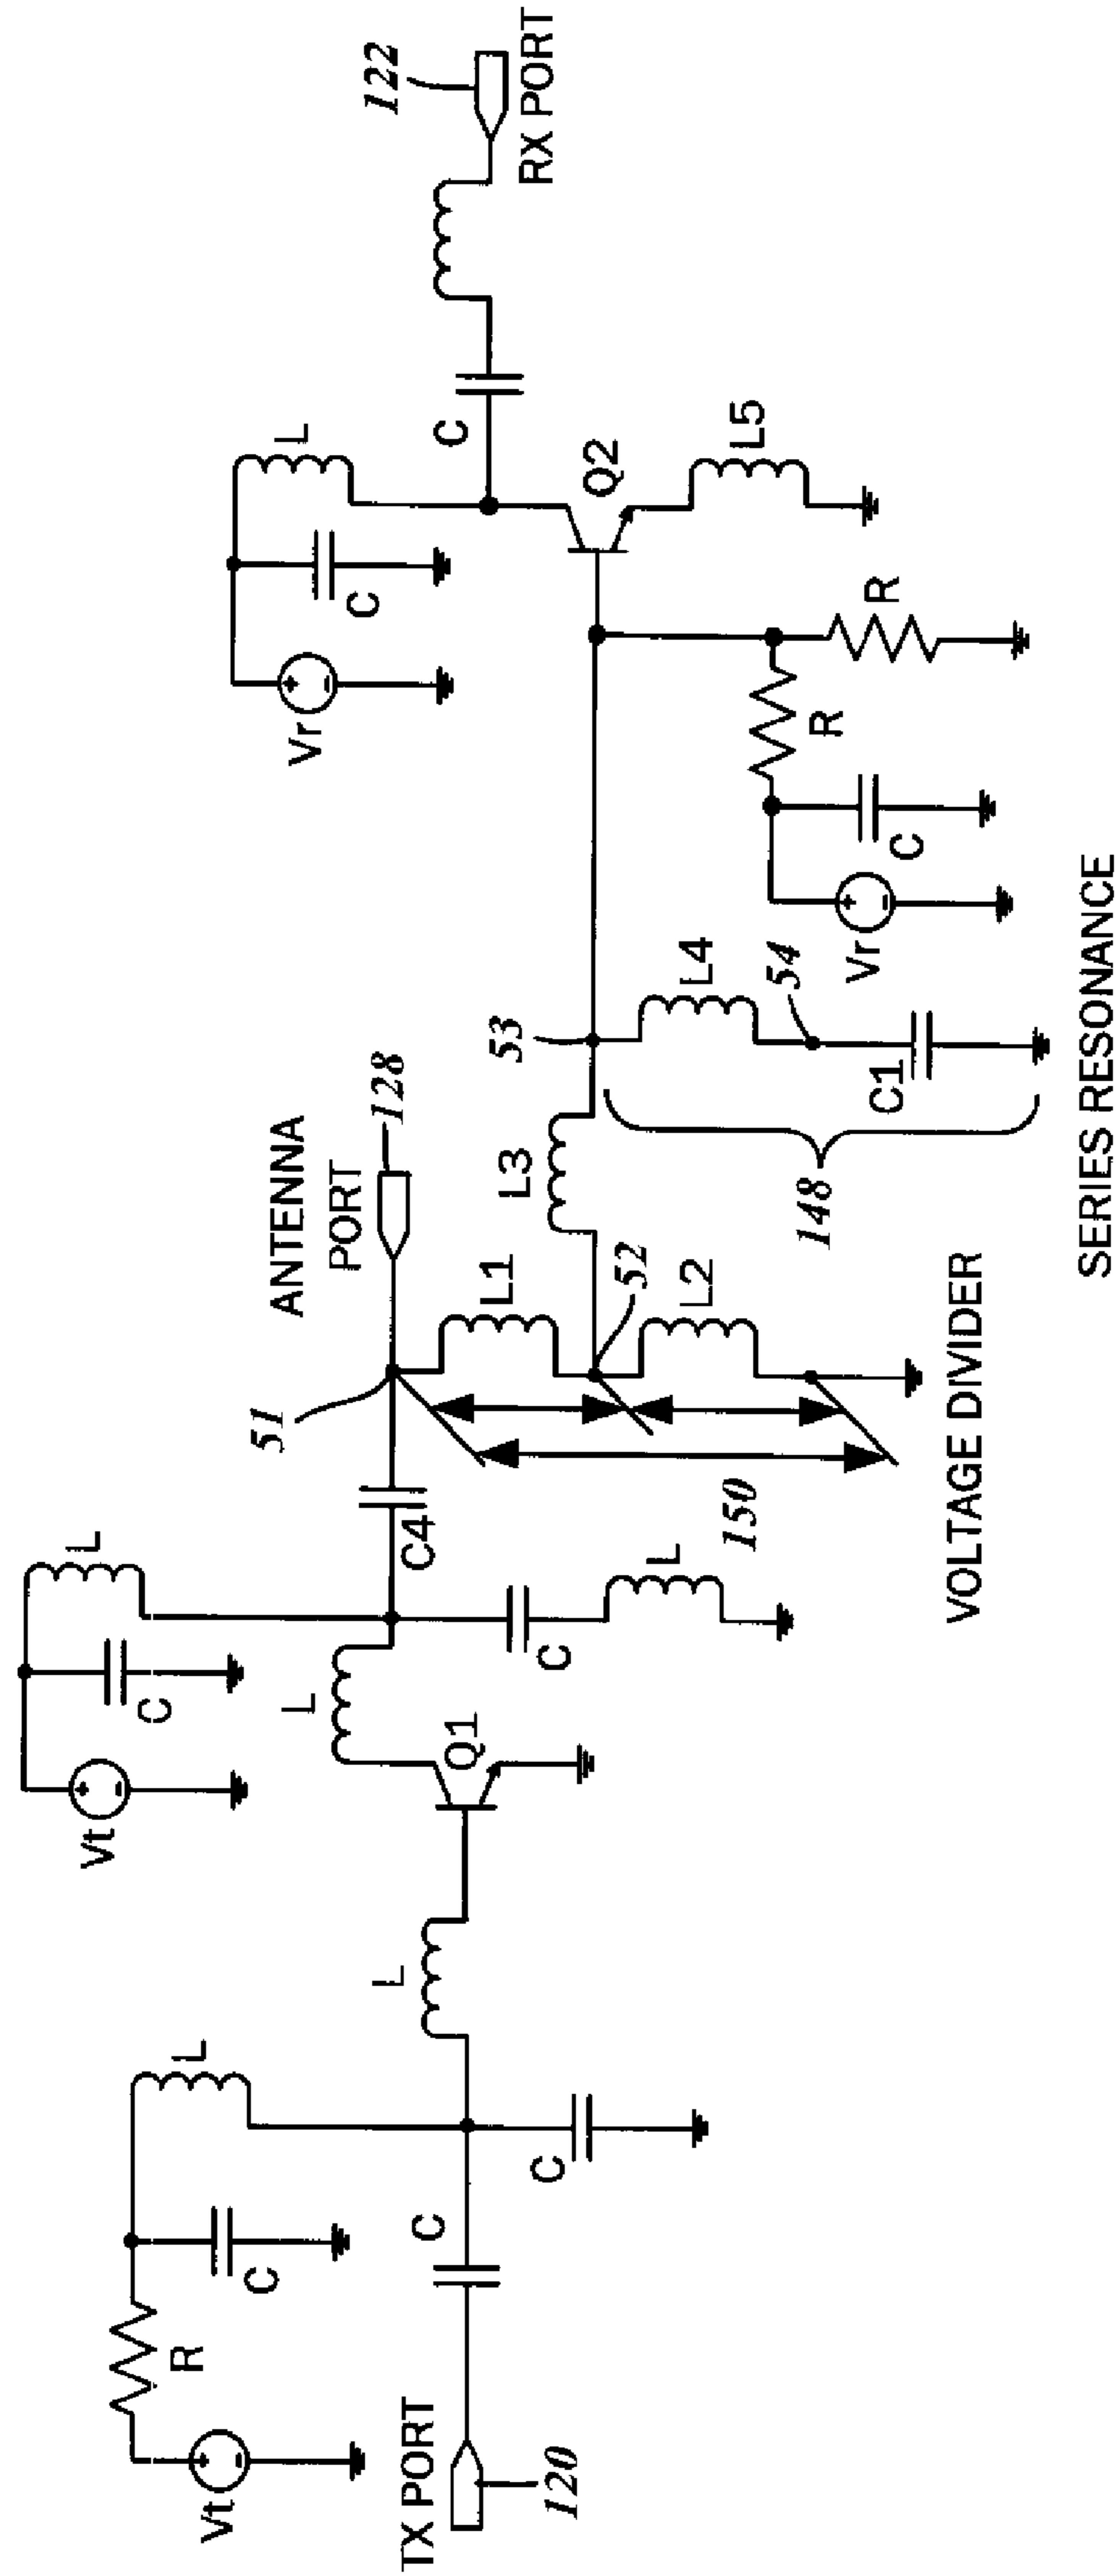 Vt
R
C
L
TX PORT
120
C
C
L
Vt
C
L
L
Q1
C
L
C4
51
ANTENNA
PORT
128
L1
52
L2
150
VOLTAGE DIVIDER
L3
53
L4
54
C1
148
SERIES RESONANCE
Vr
C
R
R
Vr
C
L
Q2
L5
C
122
RX PORT